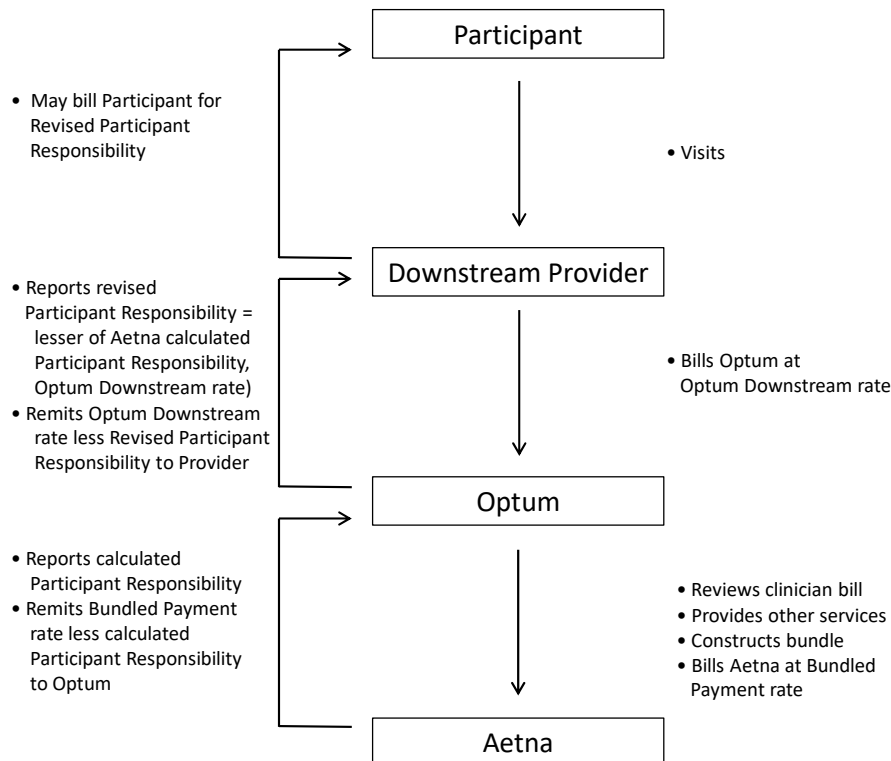 Participant
• May bill Participant for
Revised Participant
Responsibility
• Visits
Downstream Provider
• Reports revised
Participant Responsibility =
lesser of Aetna calculated
Participant Responsibility,
Optum Downstream rate)
• Remits Optum Downstream
rate less Revised Participant
Responsibility to Provider
• Bills Optum at
Optum Downstream rate
Optum
• Reports calculated
Participant Responsibility
• Remits Bundled Payment
rate less calculated
Participant Responsibility
to Optum
• Reviews clinician bill
• Provides other services
• Constructs bundle
• Bills Aetna at Bundled
Payment rate
Aetna